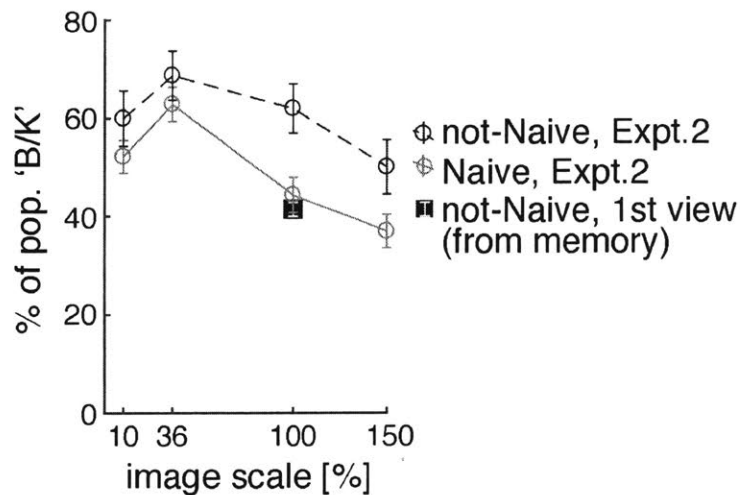 80
60
40
20
0
% of pop. ‘B/K’
10 36 100 150
image scale [%]
not-Naive, Expt.2
Naive, Expt.2
not-Naive, 1st view
(from memory)